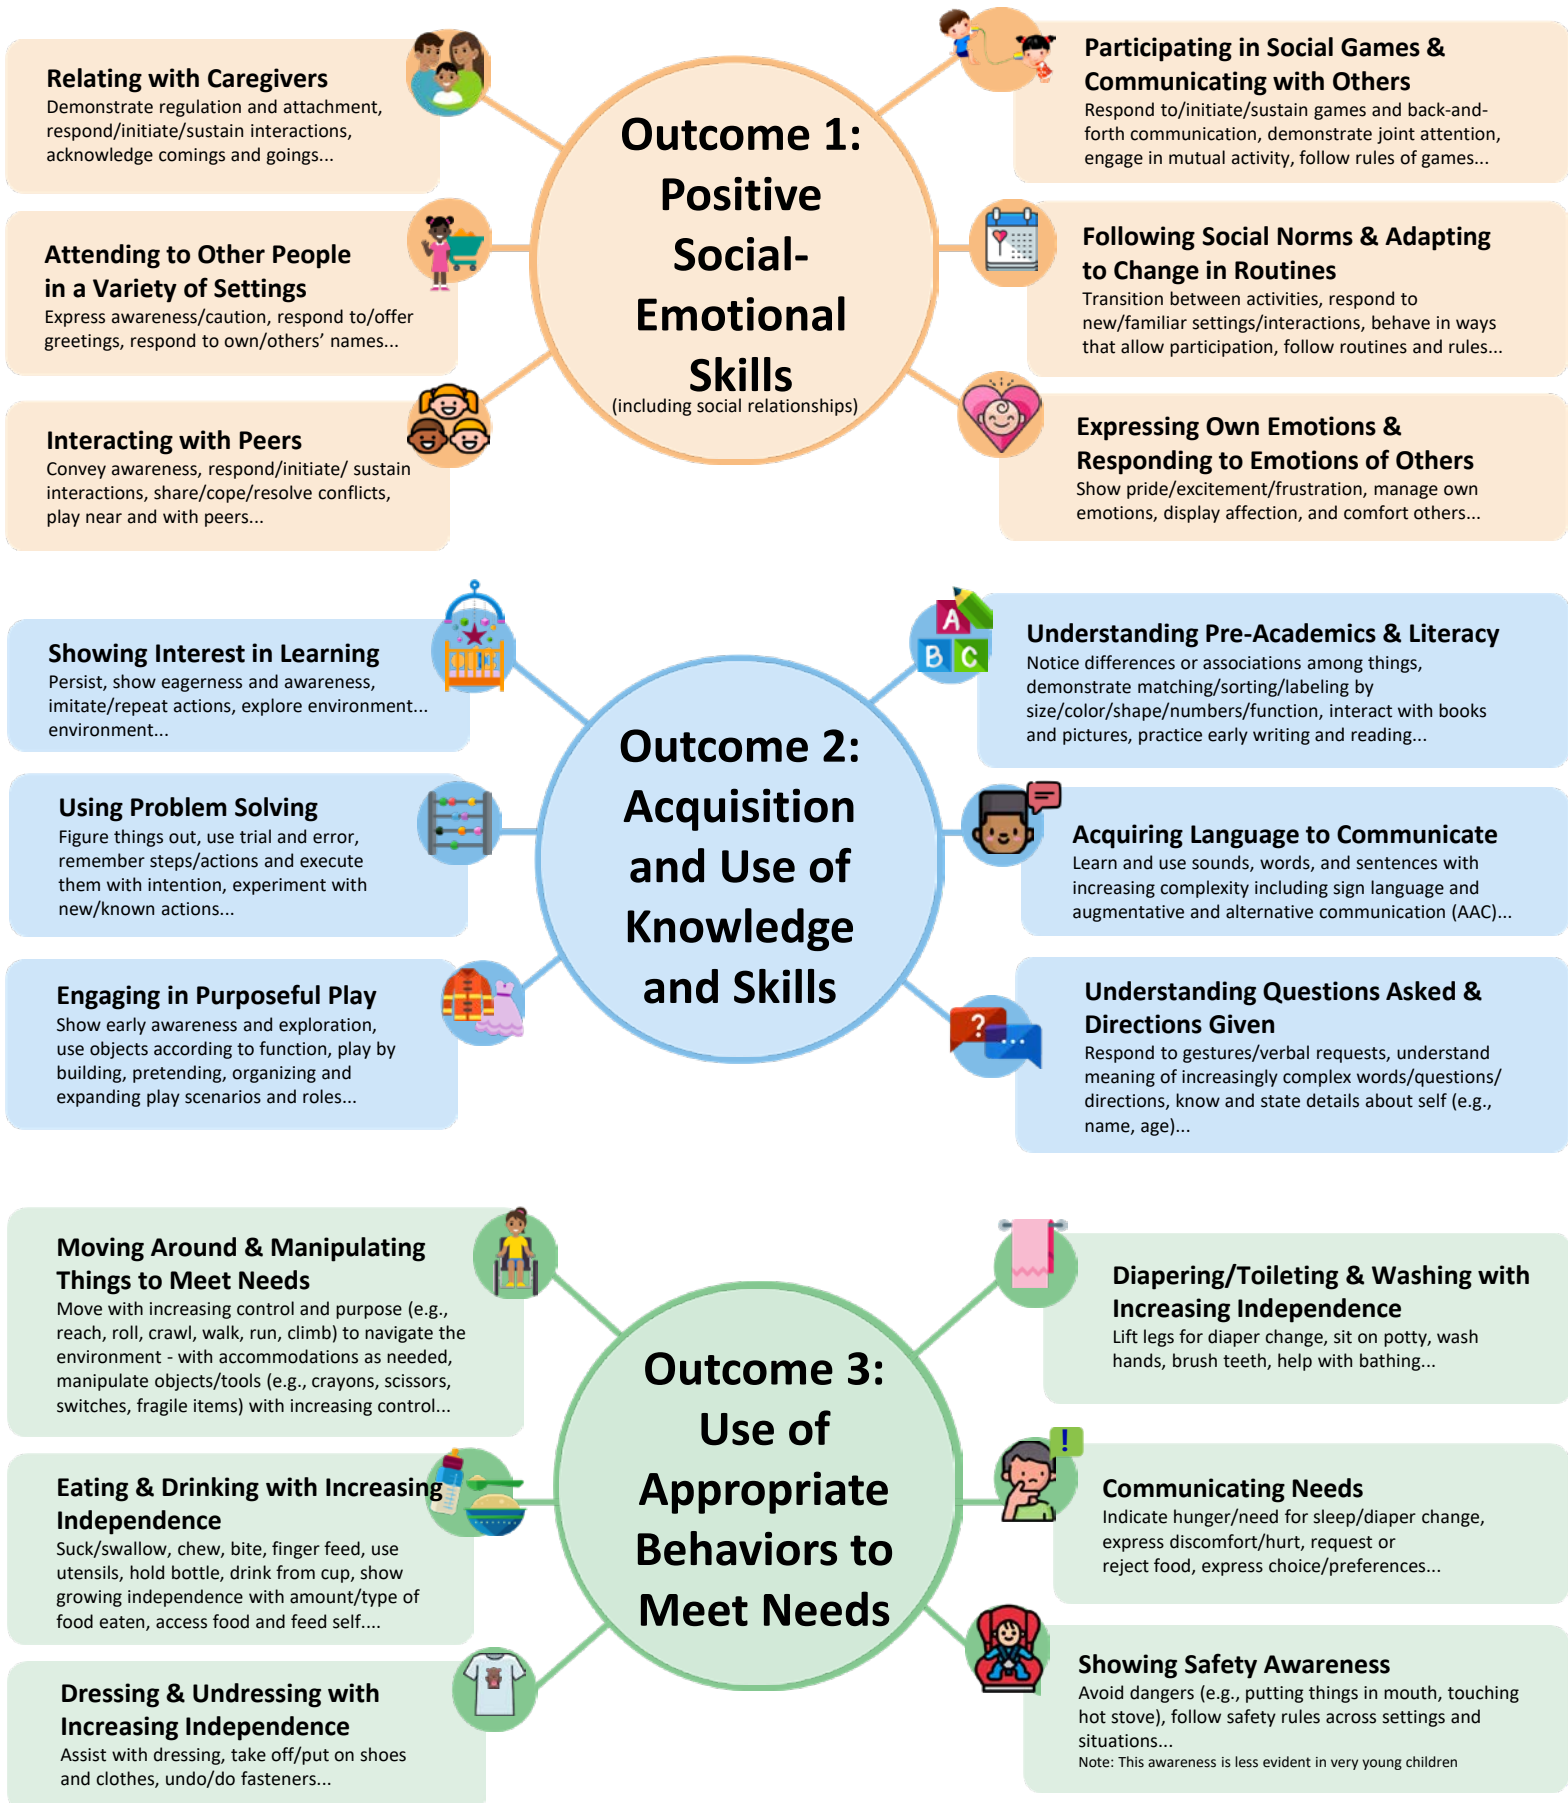 Outcome 1:
Positive
Social-
Emotional
Skills
(including social relationships)
Relating with Caregivers
Demonstrate regulation and attachment,
respond/initiate/sustain interactions,
acknowledge comings and goings...
Attending to Other People
in a Variety of Settings
Express awareness/caution, respond to/offer
greetings, respond to own/others’ names...
Interacting with Peers
Convey awareness, respond/initiate/ sustain
interactions, share/cope/resolve conflicts,
play near and with peers...
Participating in Social Games &
Communicating with Others
Respond to/initiate/sustain games and back-and-
forth communication, demonstrate joint attention,
engage in mutual activity, follow rules of games...
Following Social Norms & Adapting
to Change in Routines
Transition between activities, respond to
new/familiar settings/interactions, behave in ways
that allow participation, follow routines and rules...
Expressing Own Emotions &
Responding to Emotions of Others
Show pride/excitement/frustration, manage own
emotions, display affection, and comfort others...
Outcome 2:
Acquisition
and Use of
Knowledge
and Skills
Showing Interest in Learning
Persist, show eagerness and awareness,
imitate/repeat actions, explore environment...
environment...
Using Problem Solving
Figure things out, use trial and error,
remember steps/actions and execute
them with intention, experiment with
new/known actions...
Engaging in Purposeful Play
Show early awareness and exploration,
use objects according to function, play by
building, pretending, organizing and
expanding play scenarios and roles...
A
B C
Understanding Pre-Academics & Literacy
Notice differences or associations among things,
demonstrate matching/sorting/labeling by
size/color/shape/numbers/function, interact with books
and pictures, practice early writing and reading...
Acquiring Language to Communicate
Learn and use sounds, words, and sentences with
increasing complexity including sign language and
augmentative and alternative communication (AAC)...
?
...
Understanding Questions Asked &
Directions Given
Respond to gestures/verbal requests, understand
meaning of increasingly complex words/questions/
directions, know and state details about self (e.g.,
name, age)...
Outcome 3:
Use of
Appropriate
Behaviors to
Meet Needs
Moving Around & Manipulating
Things to Meet Needs
Move with increasing control and purpose (e.g.,
reach, roll, crawl, walk, run, climb) to navigate the
environment - with accommodations as needed,
manipulate objects/tools (e.g., crayons, scissors,
switches, fragile items) with increasing control...
Eating & Drinking with Increasing
Independence
Suck/swallow, chew, bite, finger feed, use
utensils, hold bottle, drink from cup, show
growing independence with amount/type of
food eaten, access food and feed self....
Dressing & Undressing with
Increasing Independence
Assist with dressing, take off/put on shoes
and clothes, undo/do fasteners...
Diapering/Toileting & Washing with
Increasing Independence
Lift legs for diaper change, sit on potty, wash
hands, brush teeth, help with bathing...
!
Communicating Needs
Indicate hunger/need for sleep/diaper change,
express discomfort/hurt, request or
reject food, express choice/preferences...
Showing Safety Awareness
Avoid dangers (e.g., putting things in mouth, touching
hot stove), follow safety rules across settings and
situations...
Note: This awareness is less evident in very young children